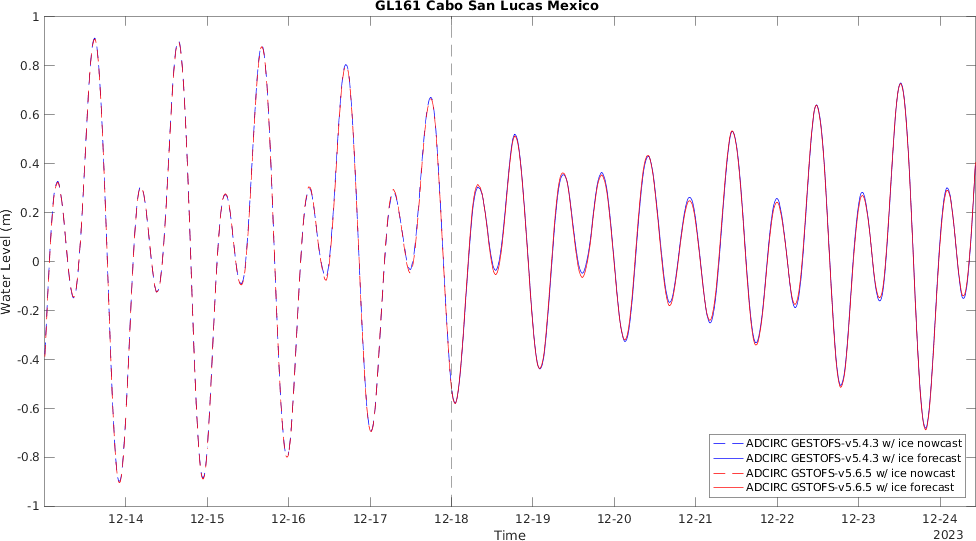 GL161 Cabo San Lucas Mexico
1
0.8
0.6
0.4
0.2
0
-0.2
-0.4
-0.6
-0.8
-1
Water Level (m)
ADCIRC GESTOFS-v5.4.3 w/ ice nowcast
ADCIRC GESTOFS-v5.4.3 w/ ice forecast
ADCIRC GSTOFS-v5.6.5 w/ ice nowcast
ADCIRC GSTOFS-v5.6.5 w/ ice forecast
12-14 12-15 12-16 12-17 12-18 12-19 12-20 12-21 12-22 12-23 12-24
Time
2023